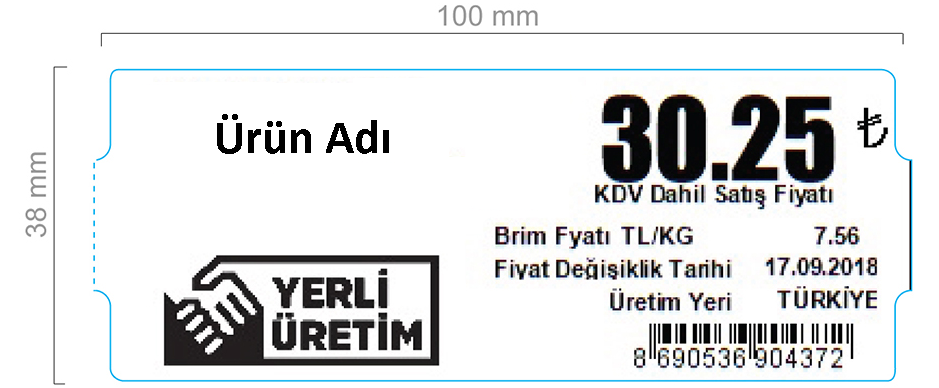 100 mm
38 mm
Ürün Adı
30.25 ₺
KDV Dahil Satış Fiyatı
Brim Fyatı TL/KG 7.56
Fiyat Değişiklik Tarihi 17.09.2018
Üretim Yeri TÜRKİYE
YERLİ
ÜRETİM
8 690536 904372